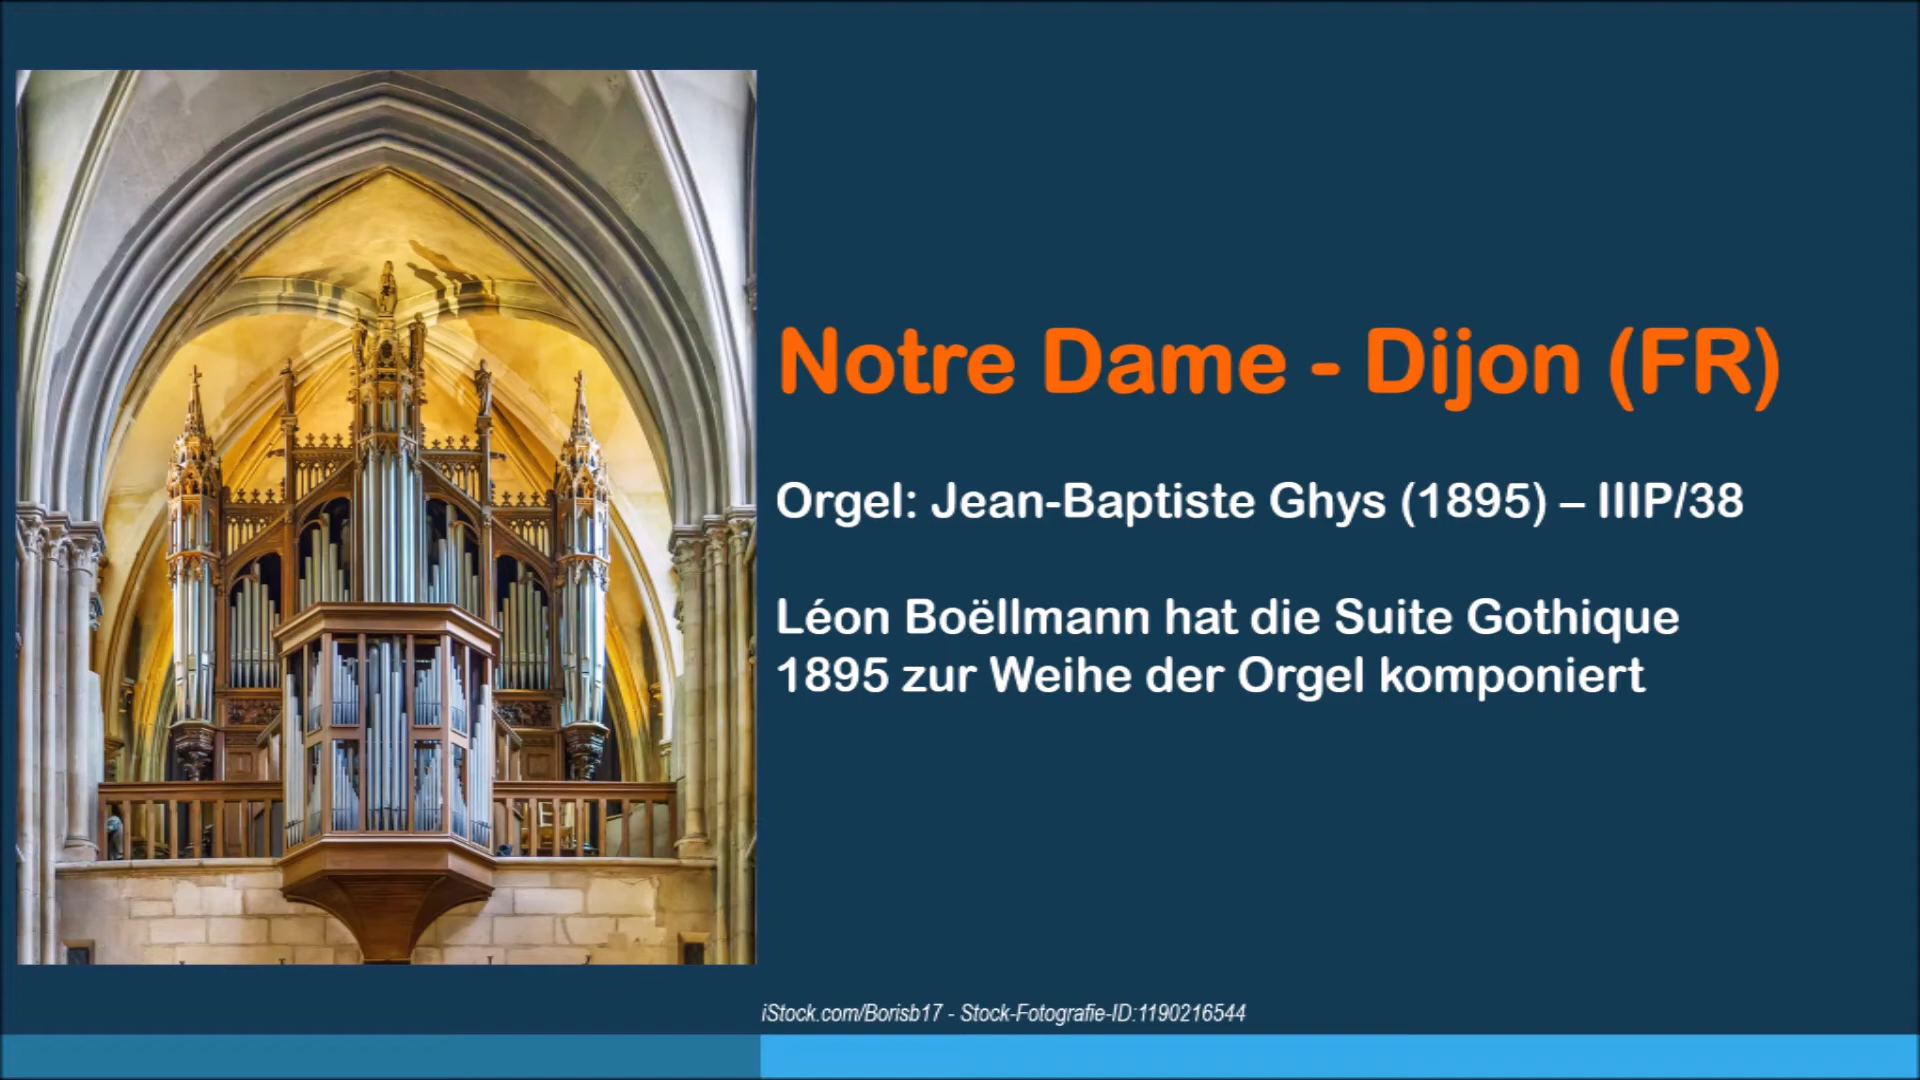 Notre Dame - Dijon (FR)
Orgel: Jean-Baptiste Ghys (1895) – IIIP/38
Léon Boëllmann hat die Suite Gothique
1895 zur Weihe der Orgel komponiert
iStock.com/Borisb17 - Stock-Fotografie-ID:1190216544